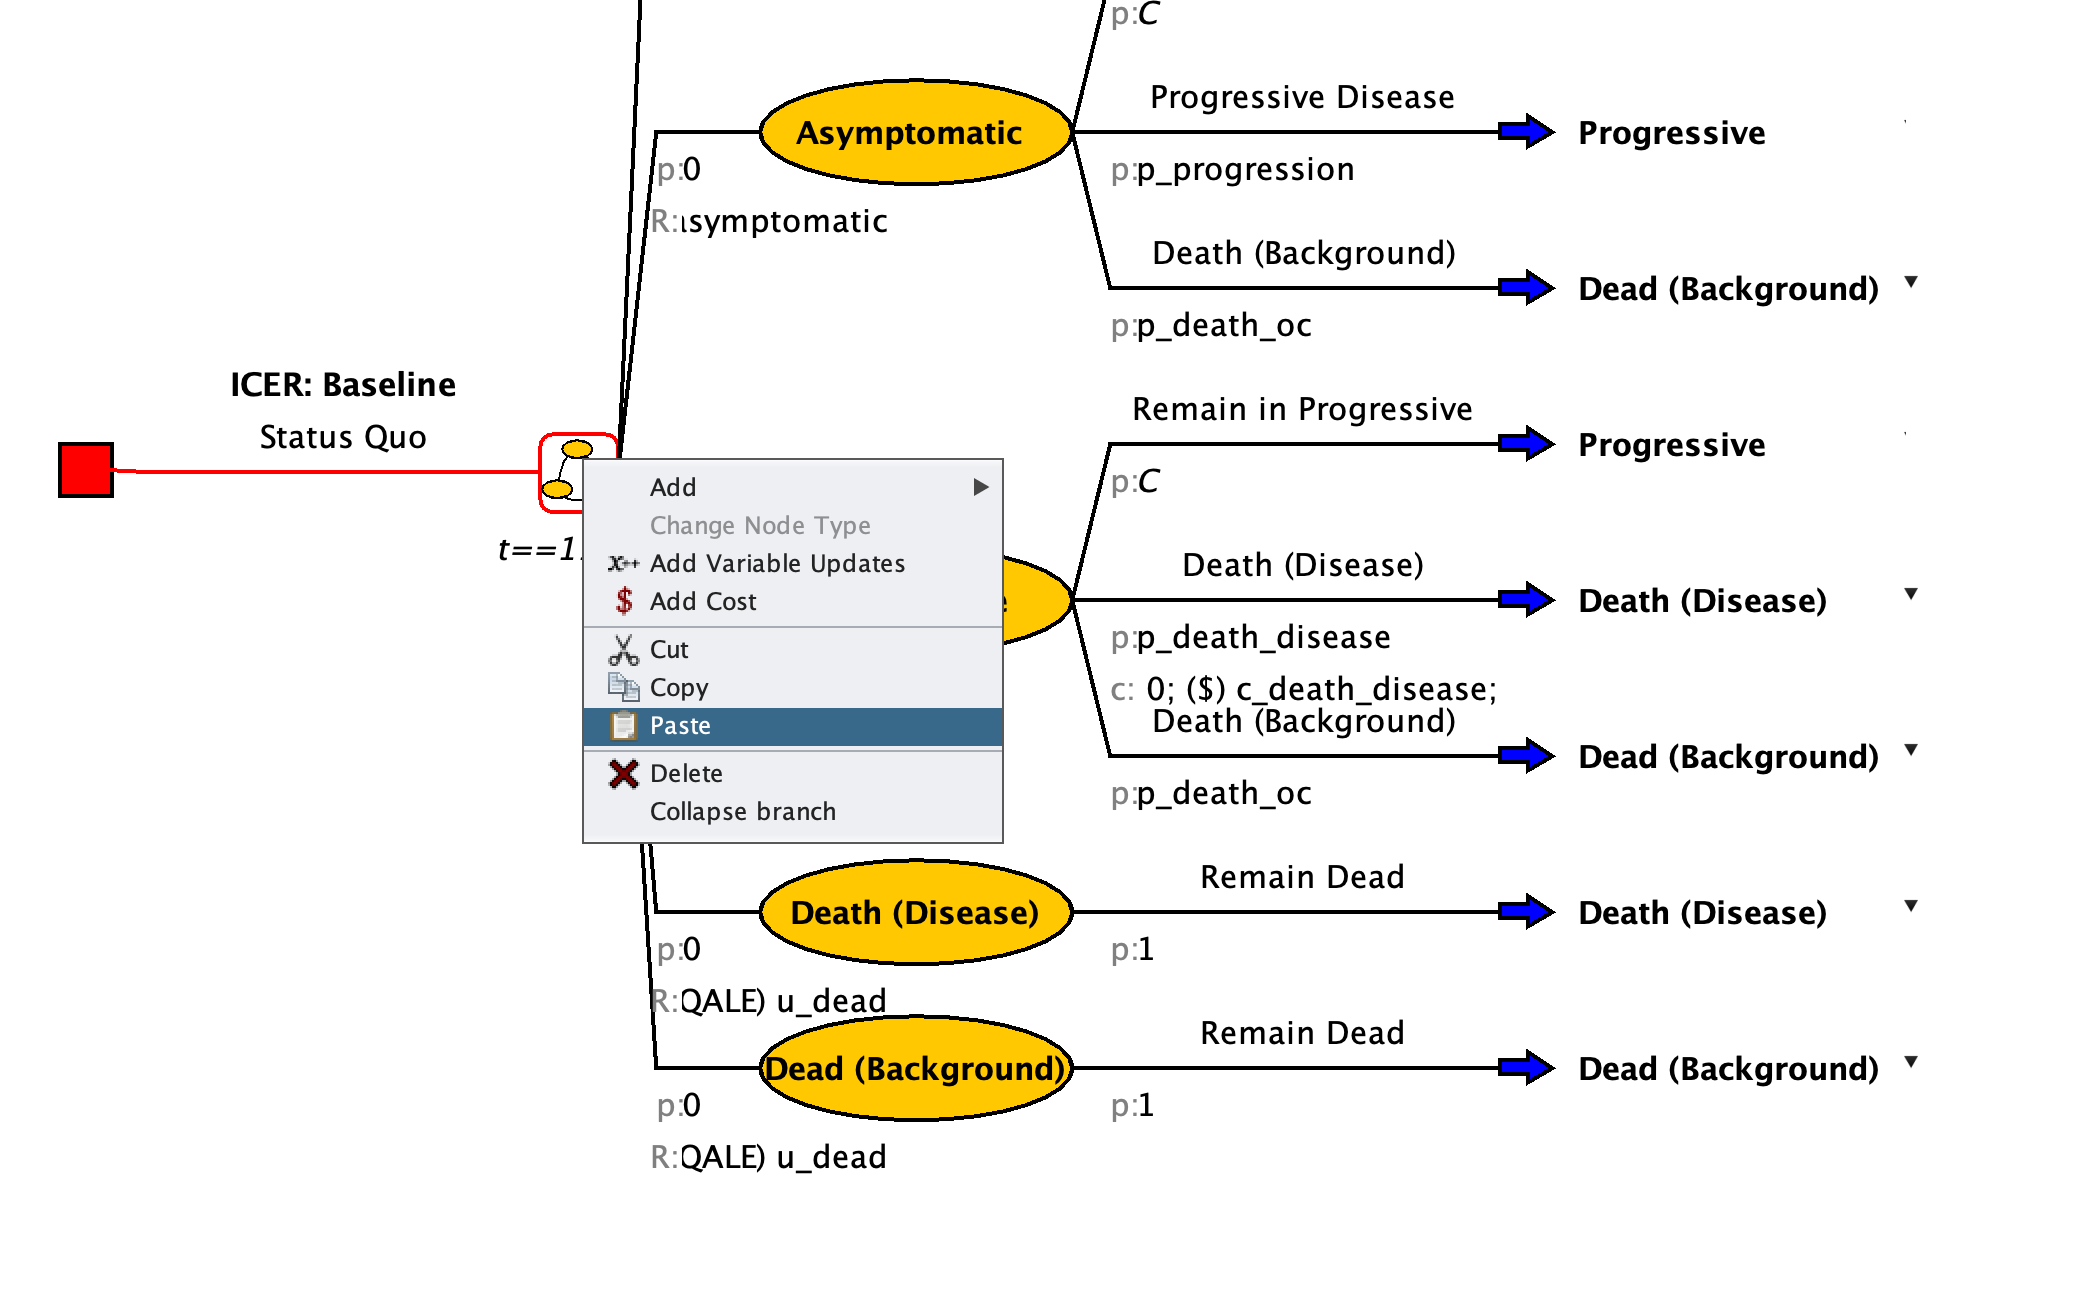 p:C
Progressive Disease
Asymptomatic
Progressive
p:0
p:p_progression
R:symptomatic
Death (Background)
Dead (Background)
p:p_death_oc
ICER: Baseline
Remain in Progressive
Status Quo
Progressive
p:C
Add
Change Node Type
t==1
Add Variable Updates
Death (Disease)
Add Cost
Death (Disease)
p:p_death_disease
Cut
Copy
c: 0; ($) c_death_disease;
Paste
Death (Background)
Dead (Background)
Delete
p:p_death_oc
Collapse branch
Remain Dead
Death (Disease)
Death (Disease)
p:0
p:1
R:QALE) u_dead
Remain Dead
Dead (Background)
Dead (Background)
p:0
p:1
R:QALE) u_dead